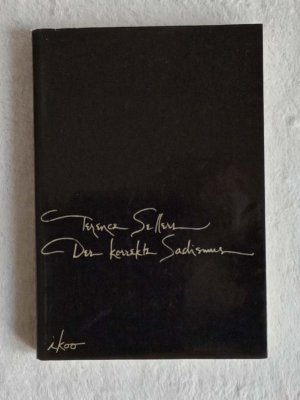 Terence Sellers
Der korrekte Sadismus
ikoo